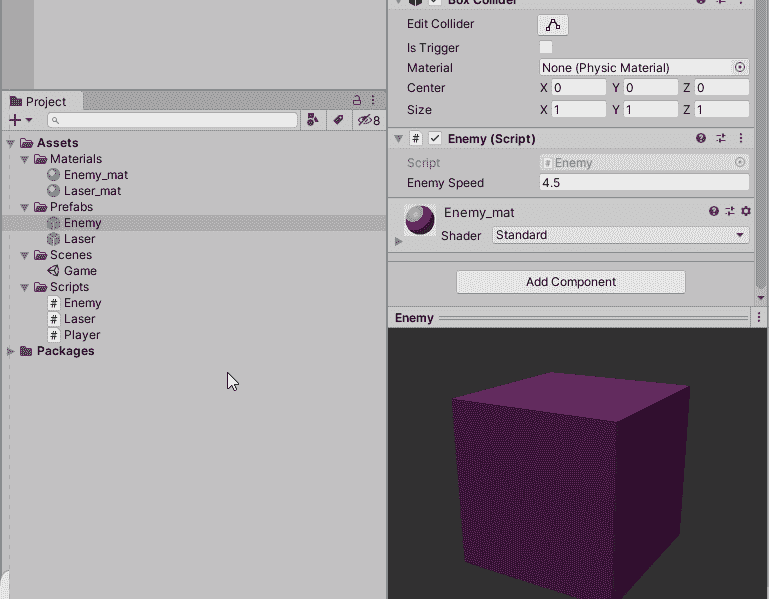 Box Collider
Edit Collider
Is Trigger
Material None (Physic Material)
Center X 0 Y 0 Z 0
Size X 1 Y 1 Z 1
Enemy (Script)
Script # Enemy
Enemy Speed 4.5
Enemy_mat
Shader Standard
Add Component
Enemy
Project
8
Assets
Materials
Enemy_mat
Laser_mat
Prefabs
Enemy
Laser
Scenes
Game
Scripts
# Enemy
# Laser
# Player
Packages